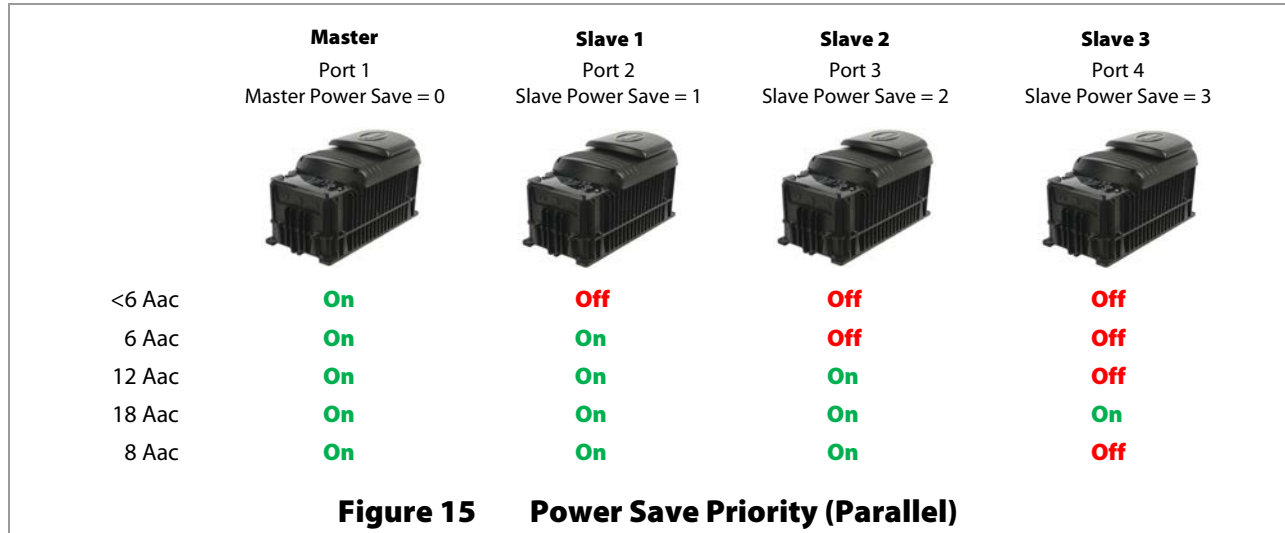 Master Slave 1 Slave 2 Slave 3
Port 1 Port 2 Port 3 Port 4
Master Power Save = 0 Slave Power Save = 1 Slave Power Save = 2 Slave Power Save = 3
<6 Aac On Off Off Off
6 Aac On On Off Off
12 Aac On On On Off
18 Aac On On On On
8 Aac On On On Off
Figure 15 Power Save Priority (Parallel)